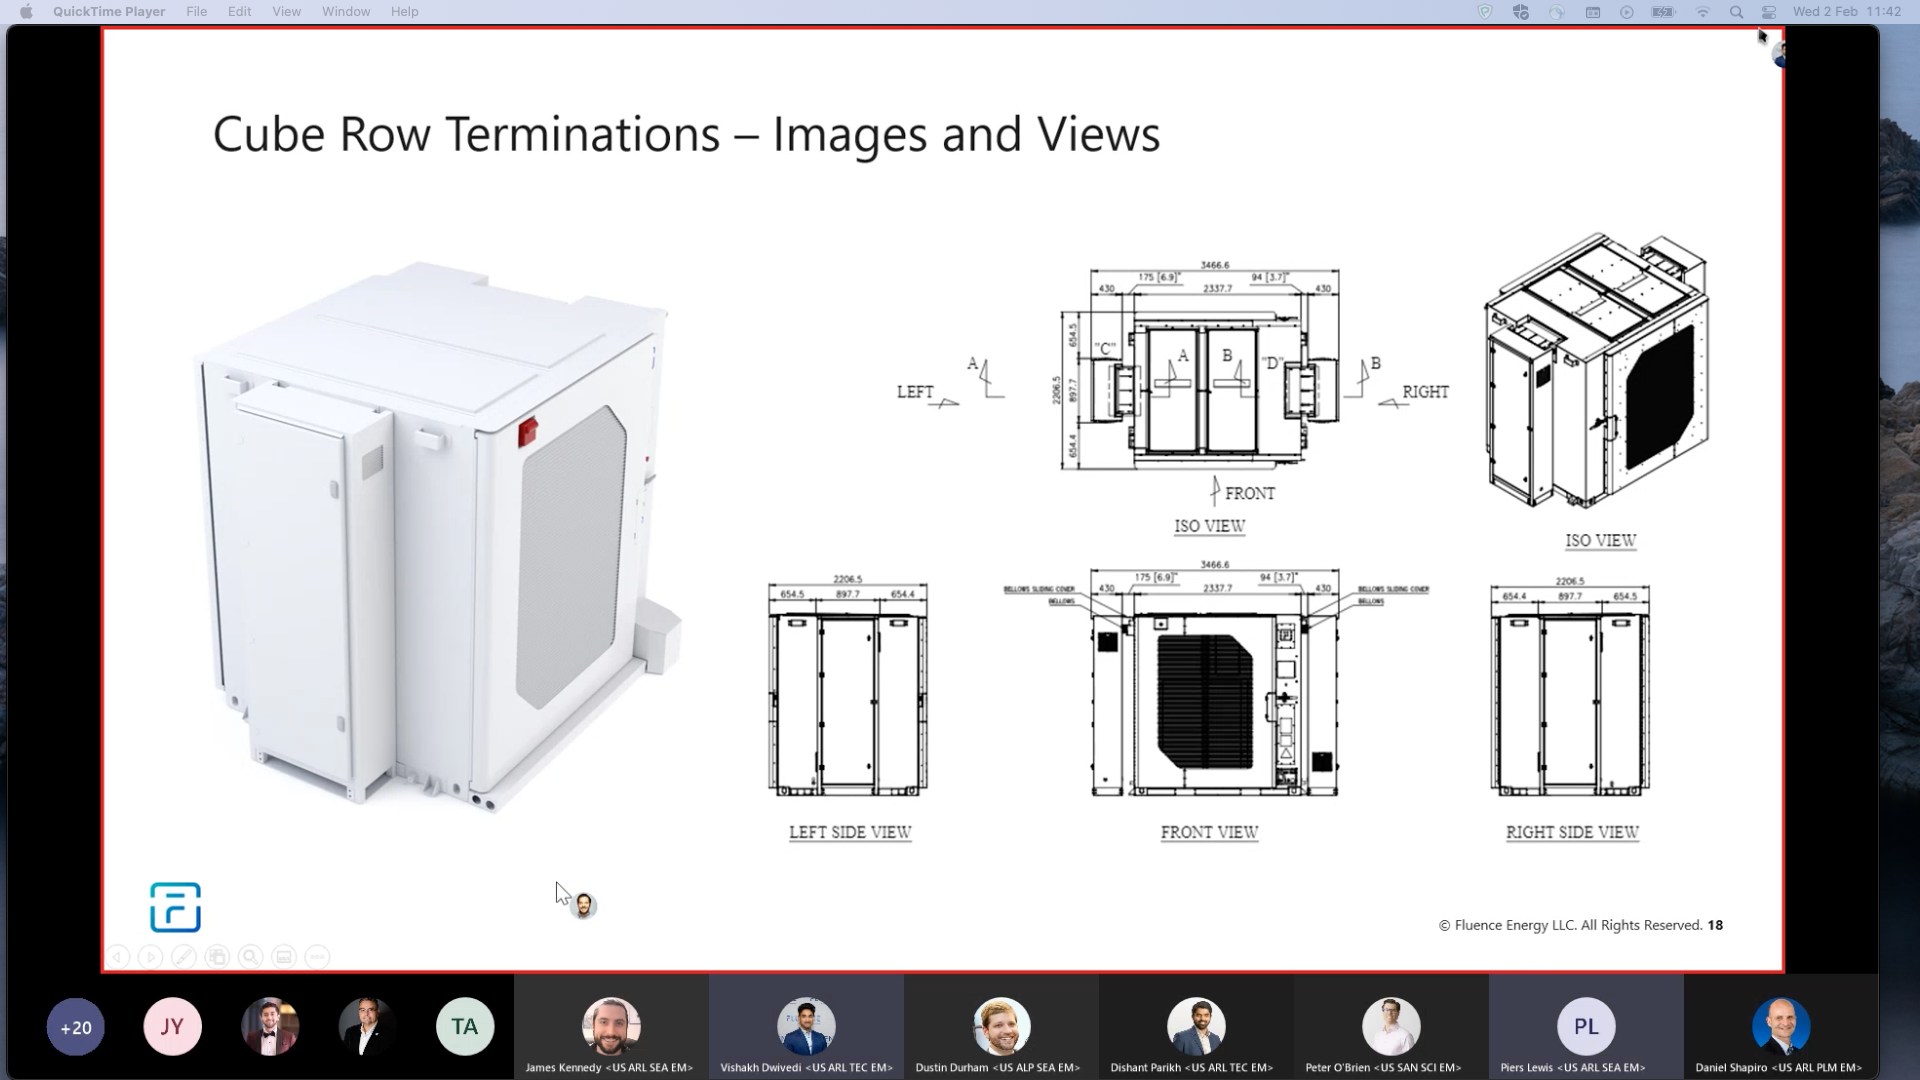 QuickTime Player File Edit View Window Help Wed 2 Feb 11:42
Cube Row Terminations – Images and Views
3466.6
175 [6.9]" 94 [3.7]"
430 2337.7 430
654.5
2206.5
897.7
654.4
"C" A B "D"
A B
LEFT RIGHT
FRONT
ISO VIEW
ISO VIEW
2206.5
654.5 897.7 654.4
LEFT SIDE VIEW
3466.6
175 [6.9]" 94 [3.7]"
BELLOWS SLIDING COVER 430 2337.7 430 BELLOWS SLIDING COVER
BELLOWS BELLOWS
FRONT VIEW
2206.5
654.4 897.7 654.5
RIGHT SIDE VIEW
© Fluence Energy LLC. All Rights Reserved. 18
+20 JY TA PL
James Kennedy <US ARL SEA EM> Vishakh Dwivedi <US ARL TEC EM> Dustin Durham <US ALP SEA EM> Dishant Parikh <US ARL TEC EM> Peter O'Brien <US SAN SCI EM> Piers Lewis <US ARL SEA EM> Daniel Shapiro <US ARL PLM EM>